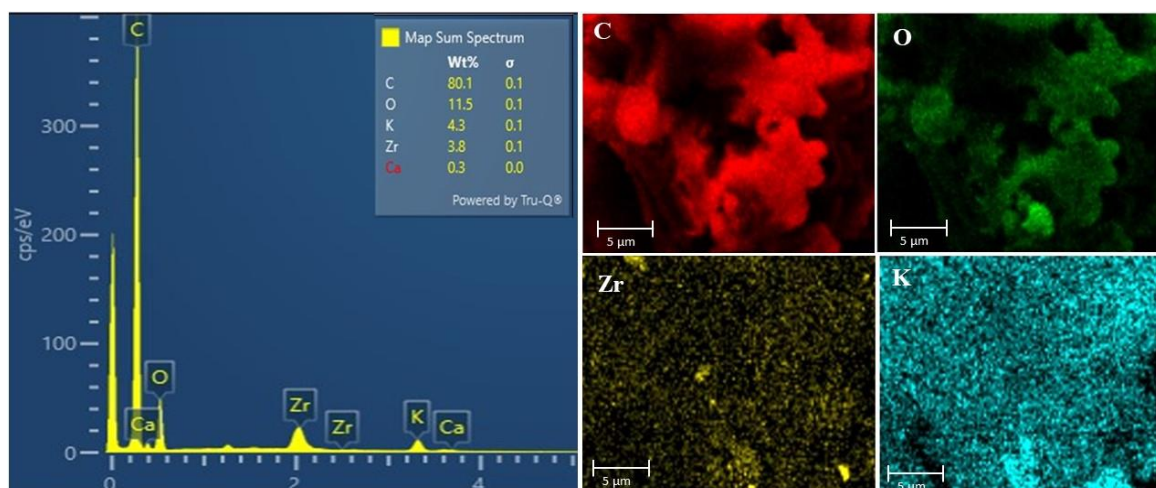 Map Sum Spectrum
Wt% σ
C 80.1 0.1
O 11.5 0.1
K 4.3 0.1
Zr 3.8 0.1
Ca 0.3 0.0
Powered by Tru-Q®
cps/eV
300
200
100
0
C
Ca
O
Zr
Zr
K
Ca
0 2 4
C
5 µm
O
5 µm
Zr
5 µm
K
5 µm